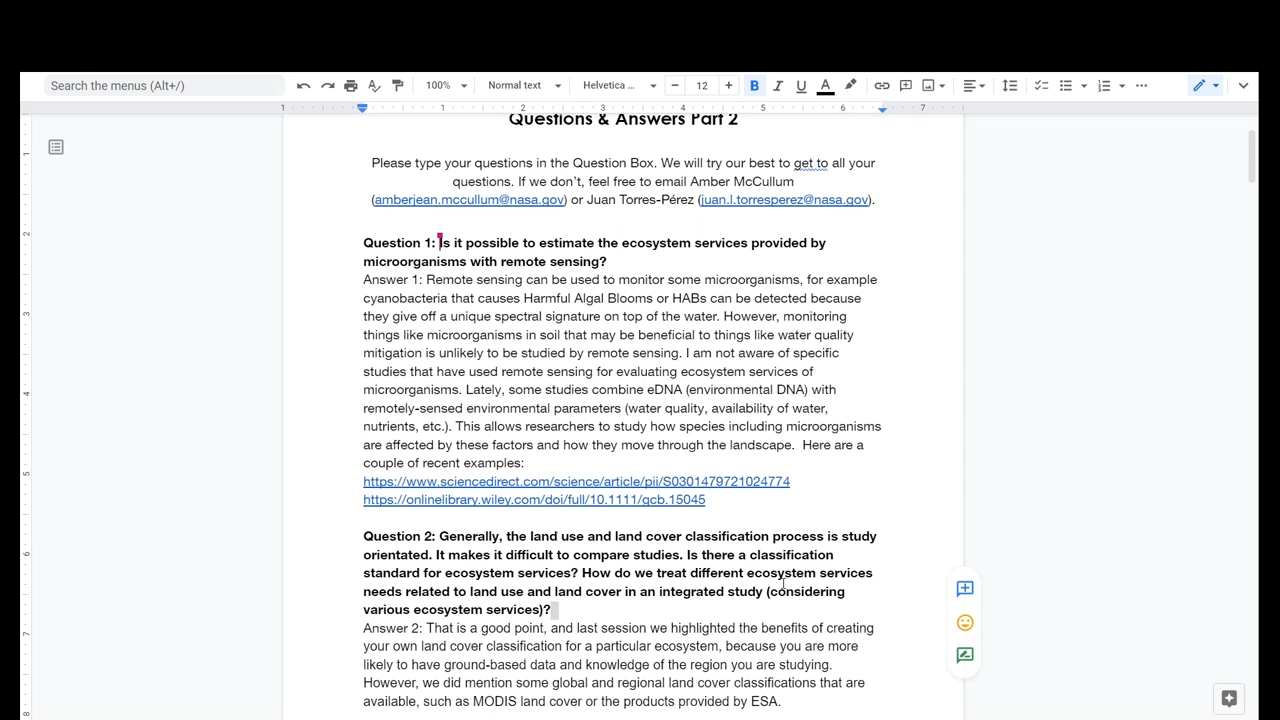 Search the menus (Alt+/)
100%
Normal text
Helvetica ...
12
B
I
U
A
1
1
2
3
4
5
6
7
Questions & Answers Part 2
Please type your questions in the Question Box. We will try our best to get to all your
questions. If we don’t, feel free to email Amber McCullum
(amberjean.mccullum@nasa.gov) or Juan Torres-Pérez (juan.l.torresperez@nasa.gov).
Question 1: Is it possible to estimate the ecosystem services provided by
microorganisms with remote sensing?
Answer 1: Remote sensing can be used to monitor some microorganisms, for example
cyanobacteria that causes Harmful Algal Blooms or HABs can be detected because
they give off a unique spectral signature on top of the water. However, monitoring
things like microorganisms in soil that may be beneficial to things like water quality
mitigation is unlikely to be studied by remote sensing. I am not aware of specific
studies that have used remote sensing for evaluating ecosystem services of
microorganisms. Lately, some studies combine eDNA (environmental DNA) with
remotely-sensed environmental parameters (water quality, availability of water,
nutrients, etc.). This allows researchers to study how species including microorganisms
are affected by these factors and how they move through the landscape.  Here are a
couple of recent examples:
https://www.sciencedirect.com/science/article/pii/S0301479721024774
https://onlinelibrary.wiley.com/doi/full/10.1111/gcb.15045
Question 2: Generally, the land use and land cover classification process is study
orientated. It makes it difficult to compare studies. Is there a classification
standard for ecosystem services? How do we treat different ecosystem services
needs related to land use and land cover in an integrated study (considering
various ecosystem services)?
Answer 2: That is a good point, and last session we highlighted the benefits of creating
your own land cover classification for a particular ecosystem, because you are more
likely to have ground-based data and knowledge of the region you are studying.
However, we did mention some global and regional land cover classifications that are
available, such as MODIS land cover or the products provided by ESA.
1
2
3
4
5
6
7
8